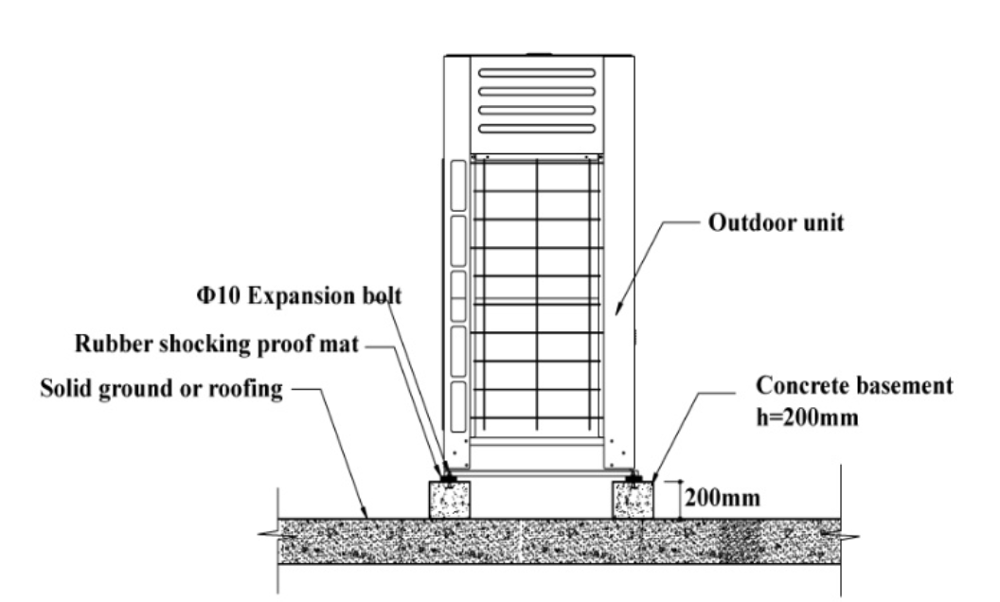 Outdoor unit
Φ10 Expansion bolt
Rubber shocking proof mat
Solid ground or roofing
Concrete basement
h=200mm
200mm